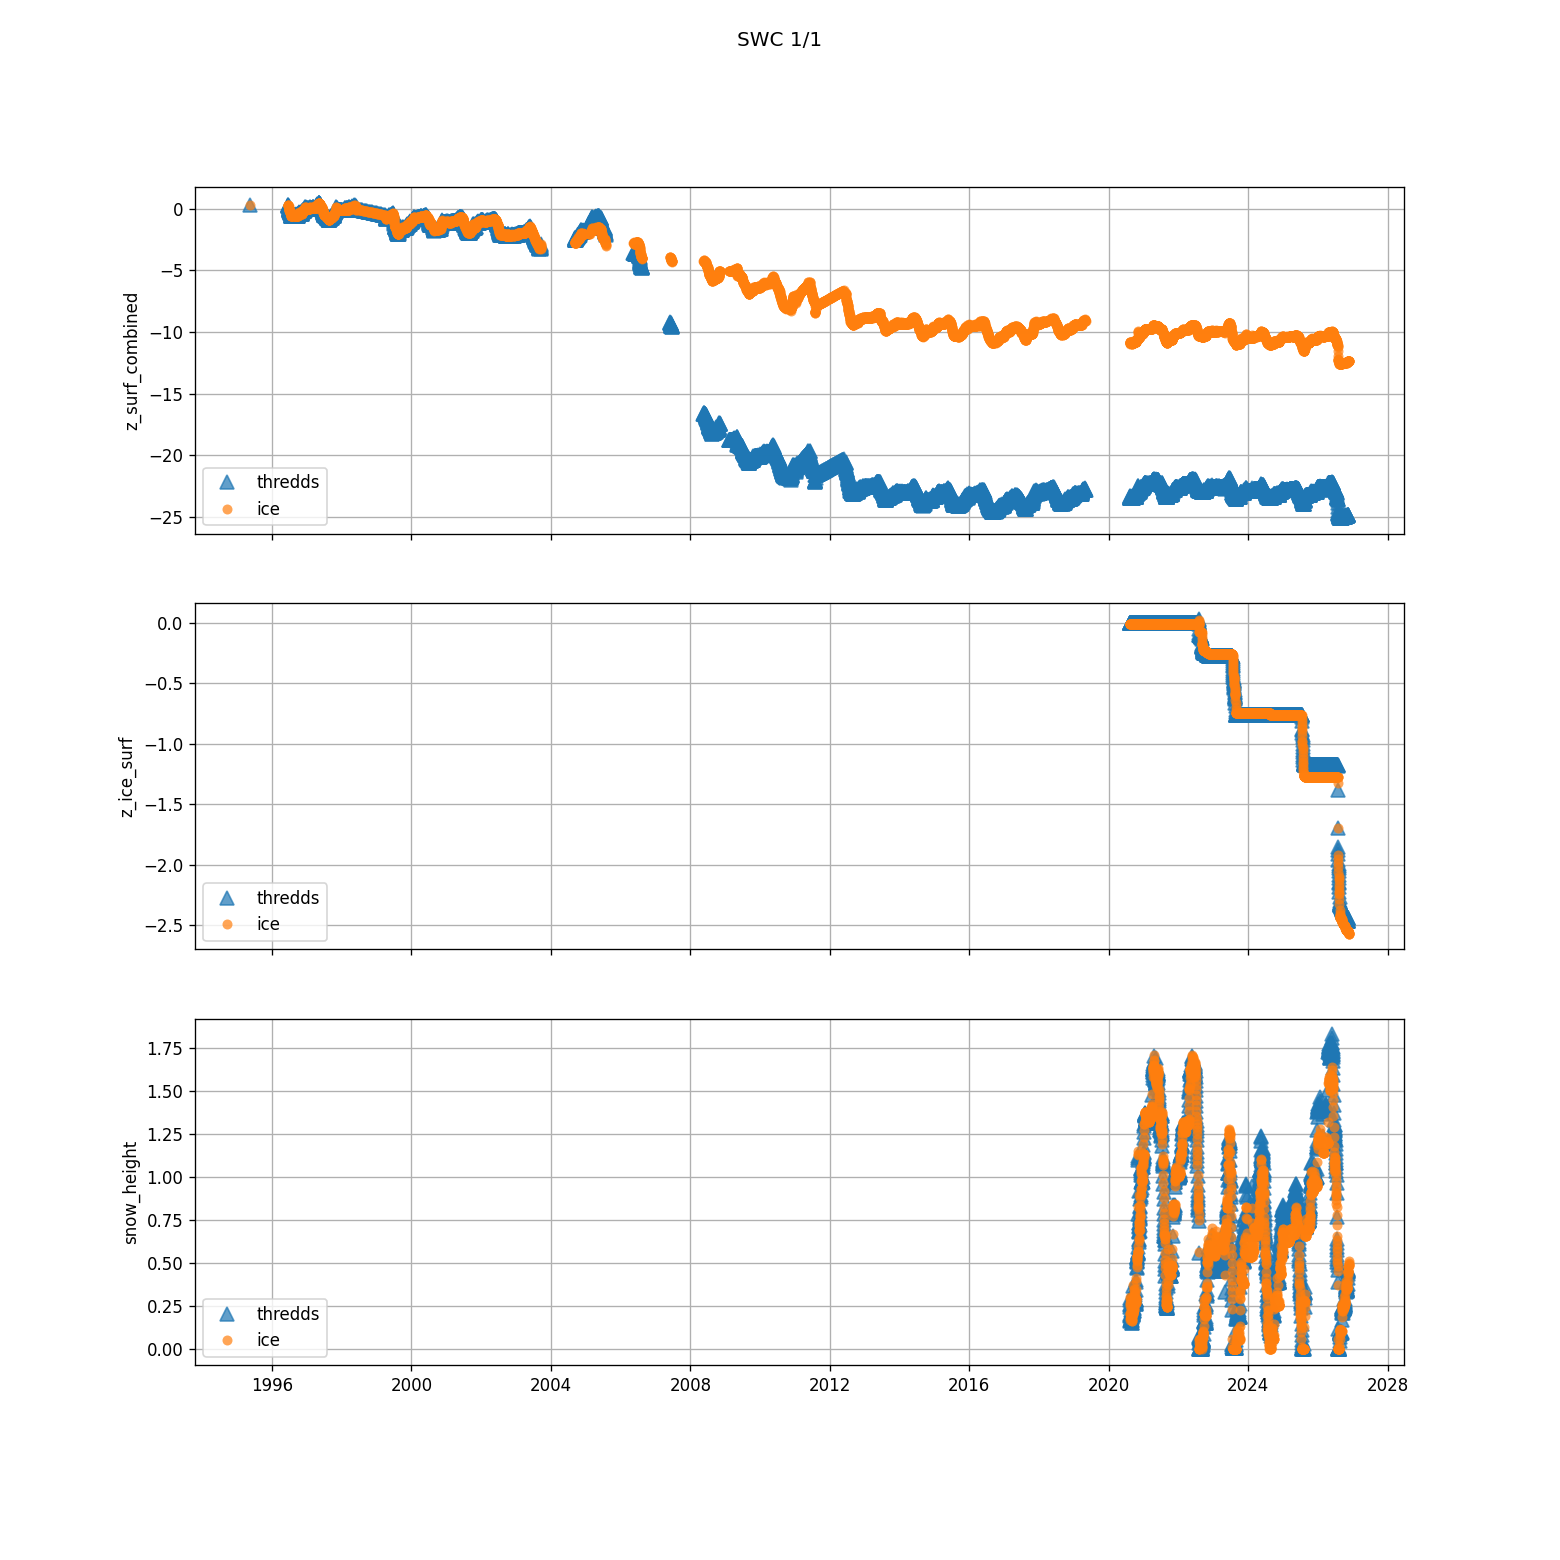 SWC 1/1
0
−5
−10
−15
−20
−25
z_surf_combined
thredds
ice
0.0
−0.5
−1.0
−1.5
−2.0
−2.5
z_ice_surf
thredds
ice
1.75
1.50
1.25
1.00
0.75
0.50
0.25
0.00
snow_height
thredds
ice
1996 2000 2004 2008 2012 2016 2020 2024 2028